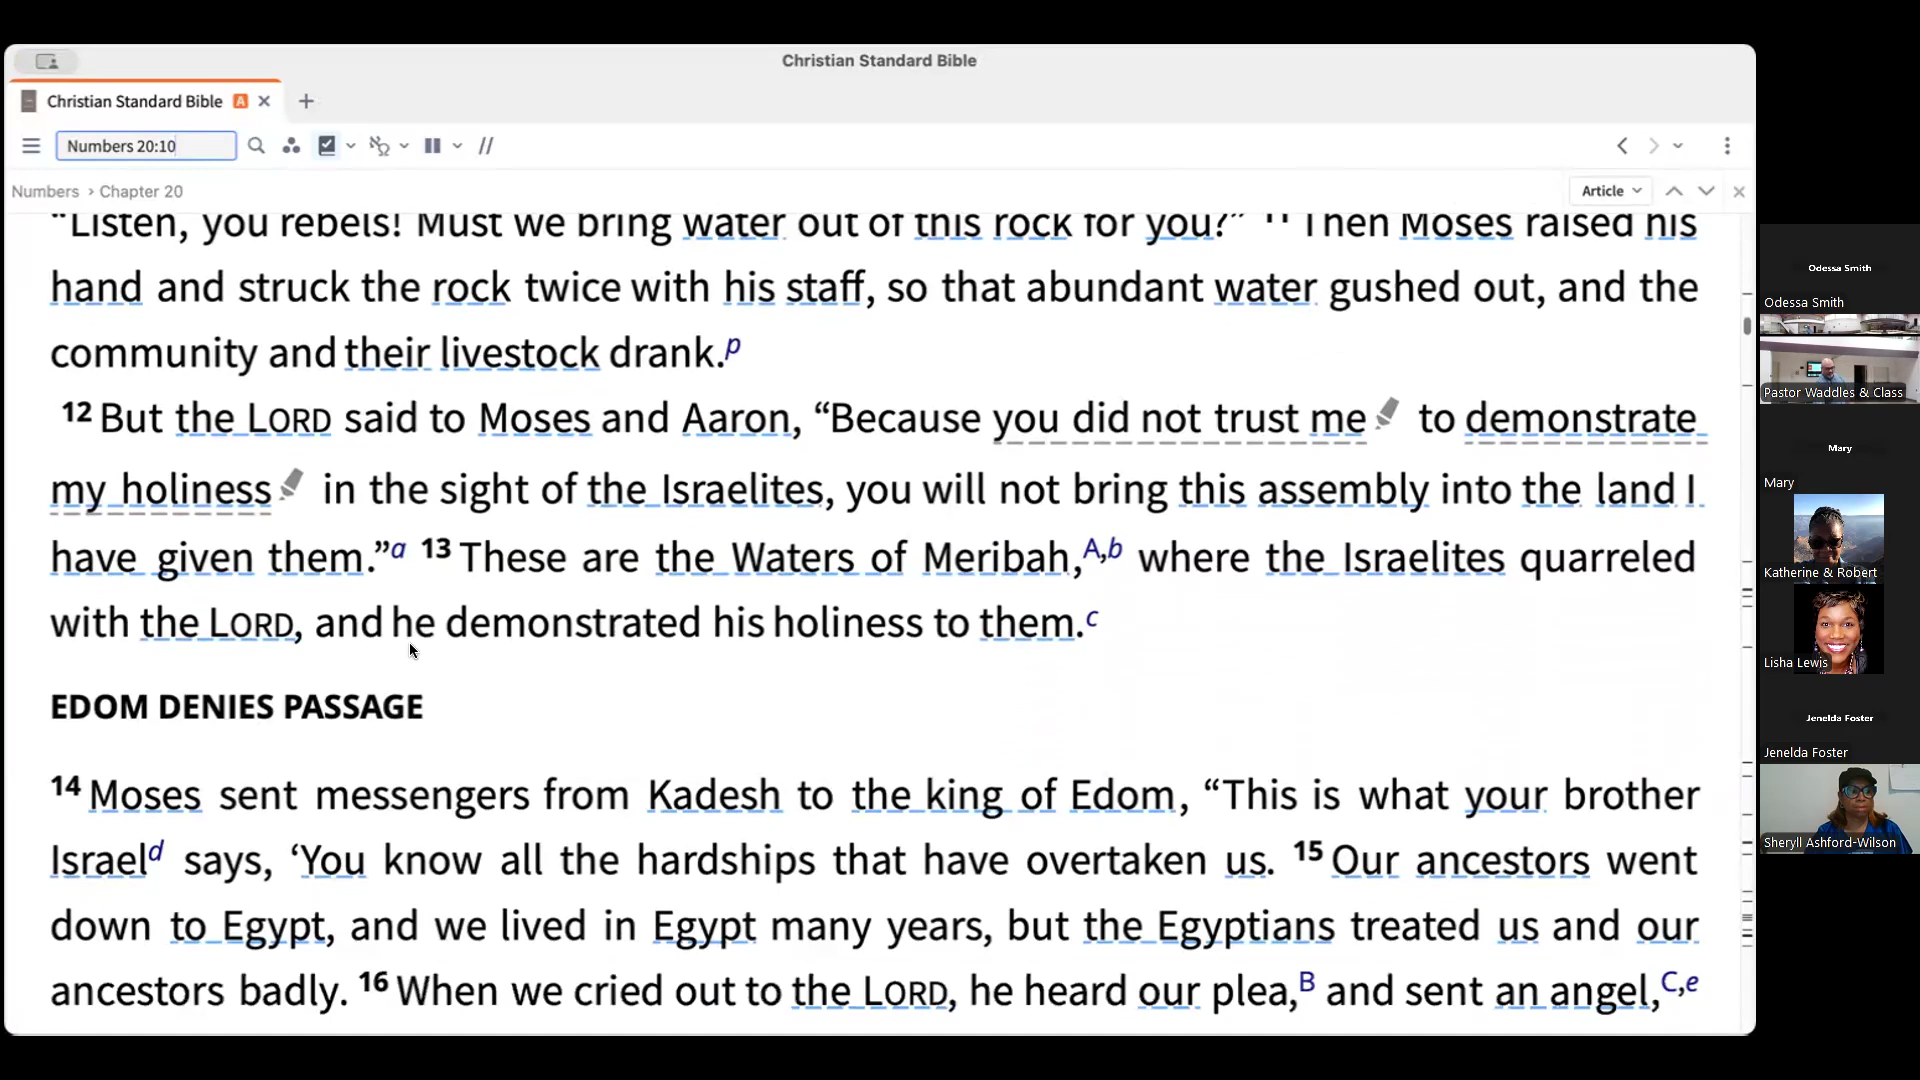 Christian Standard Bible
Christian Standard Bible A
Numbers 20:10
Numbers › Chapter 20
Article
“Listen, you rebels! Must we bring water out of this rock for you?” 11 Then Moses raised his
hand and struck the rock twice with his staff, so that abundant water gushed out, and the
community and their livestock drank.p
12 But the LORD said to Moses and Aaron, “Because you did not trust me to demonstrate
my holiness in the sight of the Israelites, you will not bring this assembly into the land I
have given them.”a 13 These are the Waters of Meribah,A,b where the Israelites quarreled
with the LORD, and he demonstrated his holiness to them.c
EDOM DENIES PASSAGE
14 Moses sent messengers from Kadesh to the king of Edom, “This is what your brother
Israeld says, ‘You know all the hardships that have overtaken us. 15 Our ancestors went
down to Egypt, and we lived in Egypt many years, but the Egyptians treated us and our
ancestors badly. 16 When we cried out to the LORD, he heard our plea,B and sent an angel,C,e
Odessa Smith
Odessa Smith
Pastor Waddles & Class
Mary
Mary
Katherine & Robert
Lisha Lewis
Jenelda Foster
Jenelda Foster
Sheryll Ashford-Wilson